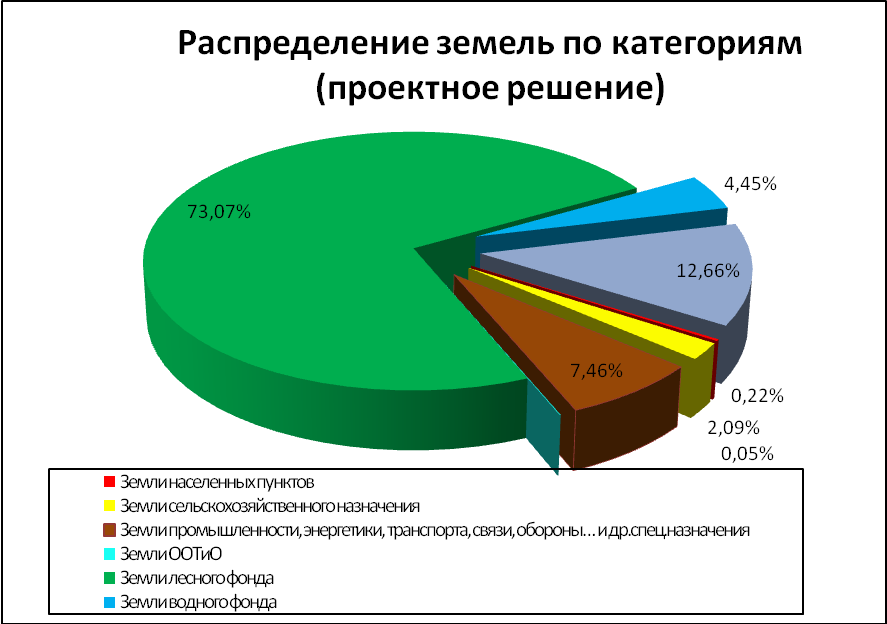 Распределение земель по категориям
(проектное решение)
4,45%
73,07%
12,66%
7,46%
0,22%
2,09%
0,05%
Земли населенных пунктов
Земли сельскохозяйственного назначения
Земли промышленности, энергетики, транспорта, связи, обороны... и др.спец.назначения
Земли ООТиО
Земли лесного фонда
Земли водного фонда